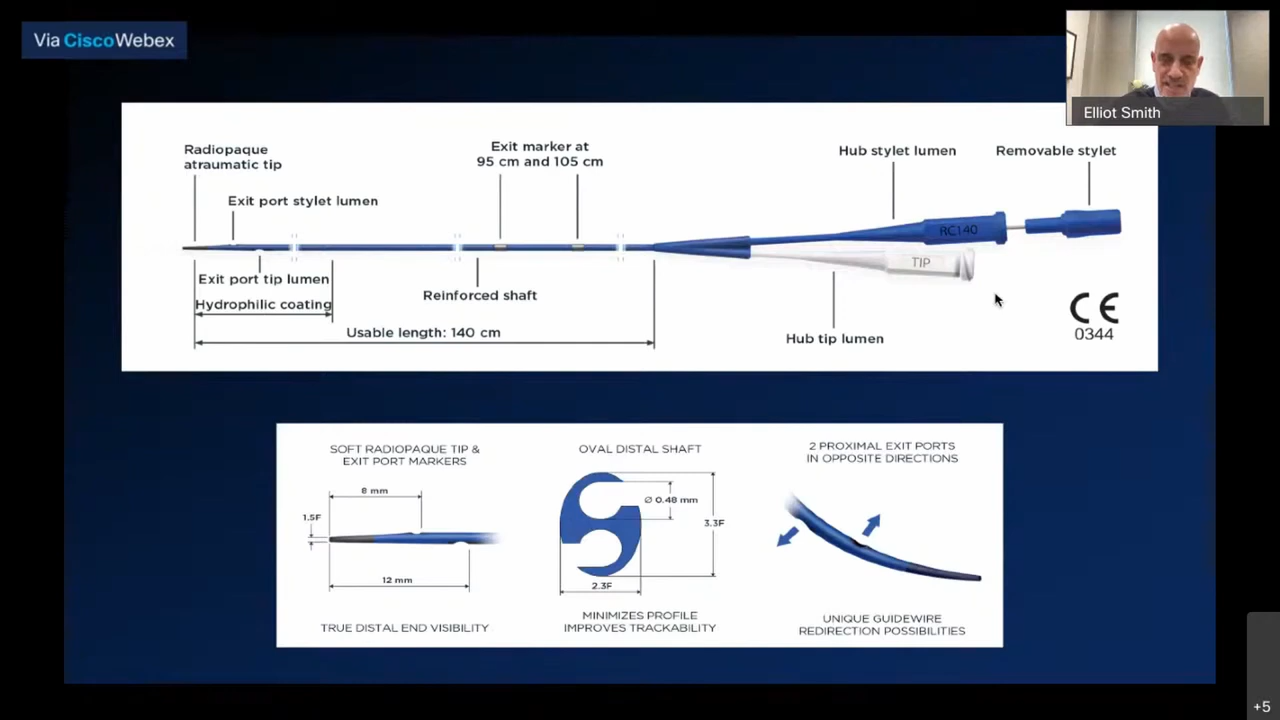 Via CiscoWebex
Elliot Smith
Radiopaque
atraumatic tip
Exit port stylet lumen
Exit marker at
95 cm and 105 cm
Hub stylet lumen
Removable stylet
RC140
TIP
Exit port tip lumen
Hydrophilic coating
Reinforced shaft
Usable length: 140 cm
Hub tip lumen
CE
0344
SOFT RADIOPAQUE TIP &
EXIT PORT MARKERS
8 mm
1.5F
12 mm
TRUE DISTAL END VISIBILITY
OVAL DISTAL SHAFT
Ø 0.48 mm
3.3F
2.3F
MINIMIZES PROFILE
IMPROVES TRACKABILITY
2 PROXIMAL EXIT PORTS
IN OPPOSITE DIRECTIONS
UNIQUE GUIDEWIRE
REDIRECTION POSSIBILITIES
+5